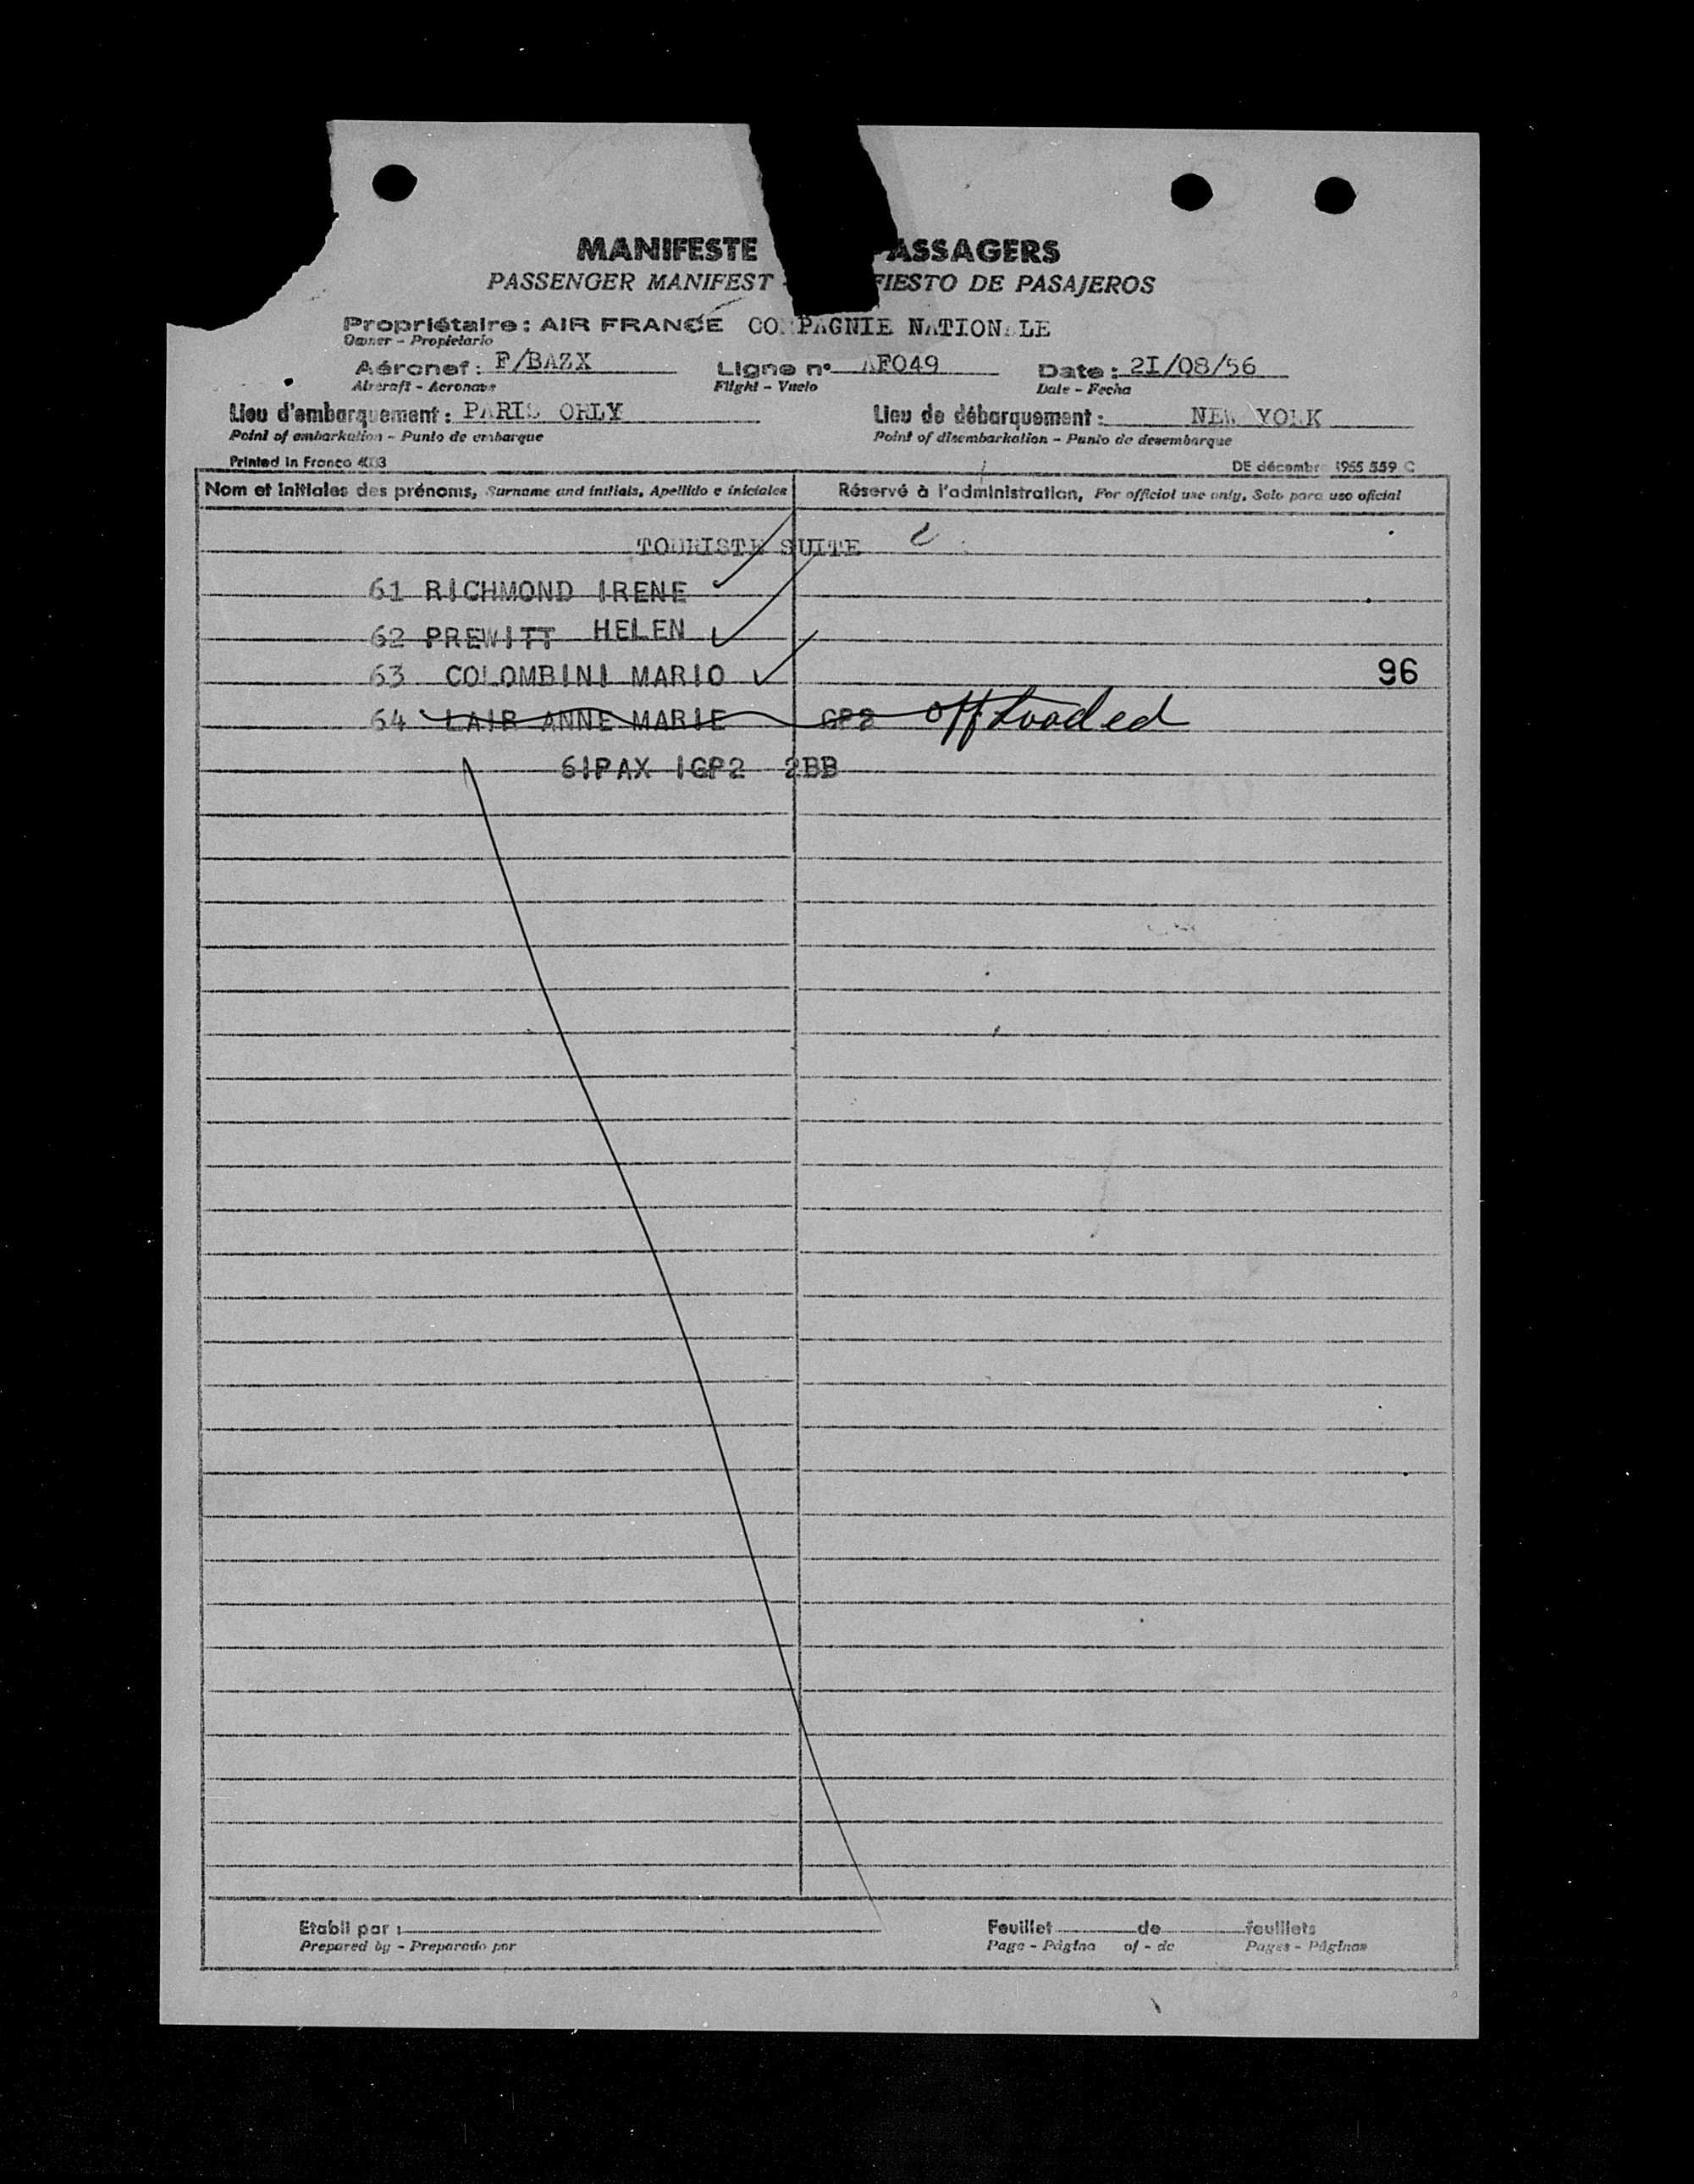 MANIFESTE ASSAGERS
PASSENGER MANIFEST - FIESTO DE PASAJEROS
Propriétaire : AIR FRANCE COMPAGNIE NATIONALE
Owner - Propietario
Aéronef : F/BAZX Ligne n° AF049 Date : 2I/08/56
Aircraft - Aeronave Flight - Vuelo Date - Fecha
Lieu d'embarquement : PARIS ORLY Lieu de débarquement : NEW YORK
Point of embarkation - Punto de embarque Point of disembarkation - Punto de desembarque
Printed in France 4003 DE décembre 1955 559 C
Nom et initiales des prénoms, Surname and initials, Apellido e iniciales Réservé à l'administration, For official use only, Solo para uso oficial
TOURISTE SUITE
61 RICHMOND IRENE
62 PREWITT HELEN
63 COLOMBINI MARIO 96
64 LAIR ANNE MARIE GP2 offloaded
61PAX 1GP2 2BB
Etabli par : Feuillet de feuillets
Prepared by - Preparado por Page - Página of - de Pages - Páginas